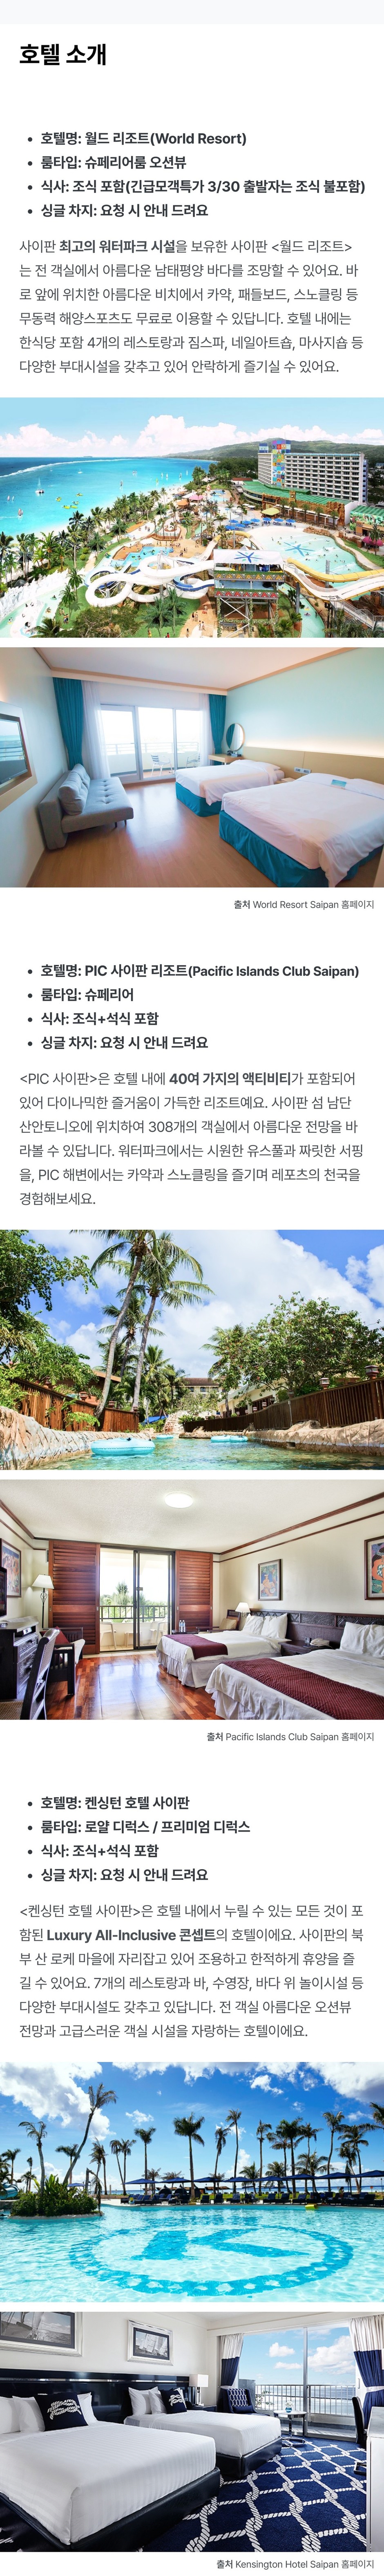 호텔 소개
• 호텔명: 월드 리조트(World Resort)
• 룸타입: 슈페리어룸 오션뷰
• 식사: 조식 포함(긴급모객특가 3/30 출발자는 조식 불포함)
• 싱글 차지: 요청 시 안내 드려요
사이판 최고의 워터파크 시설을 보유한 사이판 <월드 리조트>
는 전 객실에서 아름다운 남태평양 바다를 조망할 수 있어요. 바
로 앞에 위치한 아름다운 비치에서 카약, 패들보드, 스노클링 등
무동력 해양스포츠도 무료로 이용할 수 있답니다. 호텔 내에는
한식당 포함 4개의 레스토랑과 짐스파, 네일아트숍, 마사지숍 등
다양한 부대시설을 갖추고 있어 안락하게 즐기실 수 있어요.
출처 World Resort Saipan 홈페이지
• 호텔명: PIC 사이판 리조트(Pacific Islands Club Saipan)
• 룸타입: 슈페리어
• 식사: 조식+석식 포함
• 싱글 차지: 요청 시 안내 드려요
<PIC 사이판>은 호텔 내에 40여 가지의 액티비티가 포함되어
있어 다이나믹한 즐거움이 가득한 리조트예요. 사이판 섬 남단
산안토니오에 위치하여 308개의 객실에서 아름다운 전망을 바
라볼 수 있답니다. 워터파크에서는 시원한 유스풀과 짜릿한 서핑
을, PIC 해변에서는 카약과 스노클링을 즐기며 레포츠의 천국을
경험해보세요.
출처 Pacific Islands Club Saipan 홈페이지
• 호텔명: 켄싱턴 호텔 사이판
• 룸타입: 로얄 디럭스 / 프리미엄 디럭스
• 식사: 조식+석식 포함
• 싱글 차지: 요청 시 안내 드려요
<켄싱턴 호텔 사이판>은 호텔 내에서 누릴 수 있는 모든 것이 포
함된 Luxury All-Inclusive 콘셉트의 호텔이에요. 사이판의 북
부 산 로케 마을에 자리잡고 있어 조용하고 한적하게 휴양을 즐
길 수 있어요. 7개의 레스토랑과 바, 수영장, 바다 위 놀이시설 등
다양한 부대시설도 갖추고 있답니다. 전 객실 아름다운 오션뷰
전망과 고급스러운 객실 시설을 자랑하는 호텔이에요.
출처 Kensington Hotel Saipan 홈페이지